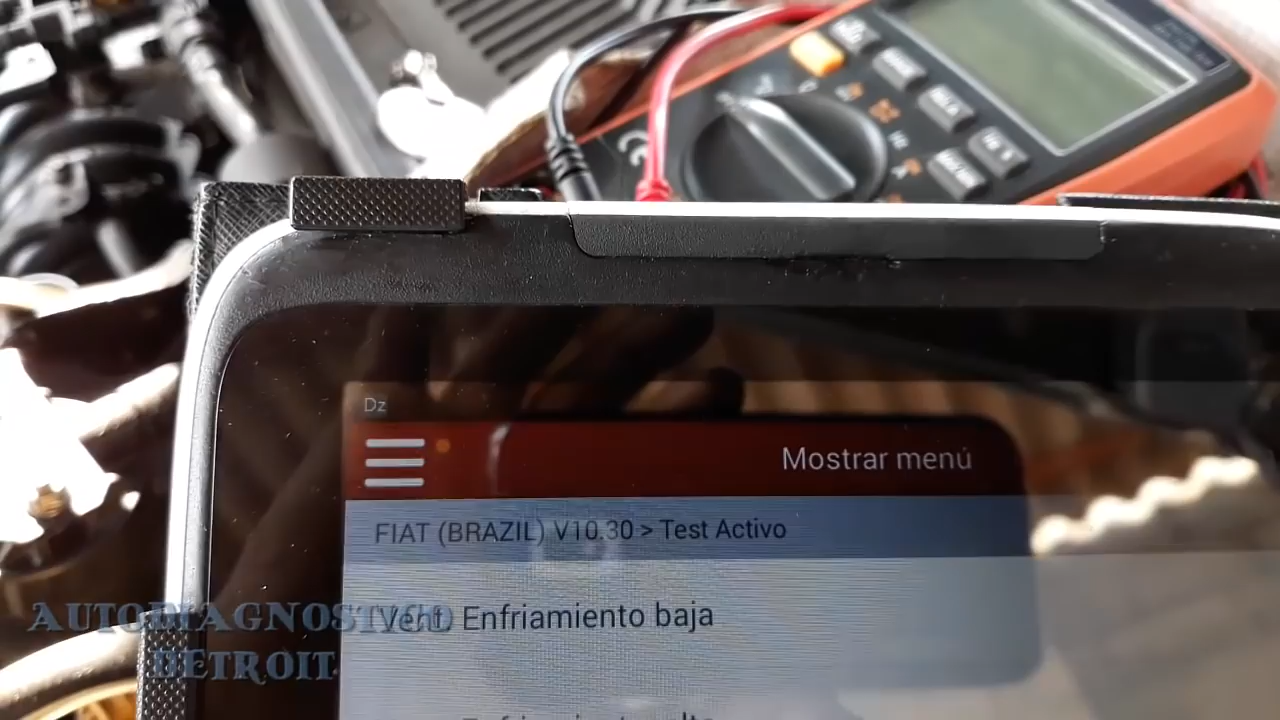 Dz
Mostrar menú
FIAT (BRAZIL) V10.30 > Test Activo
Vent. Enfriamiento baja
AUTODIAGNOSTICO
DETROIT